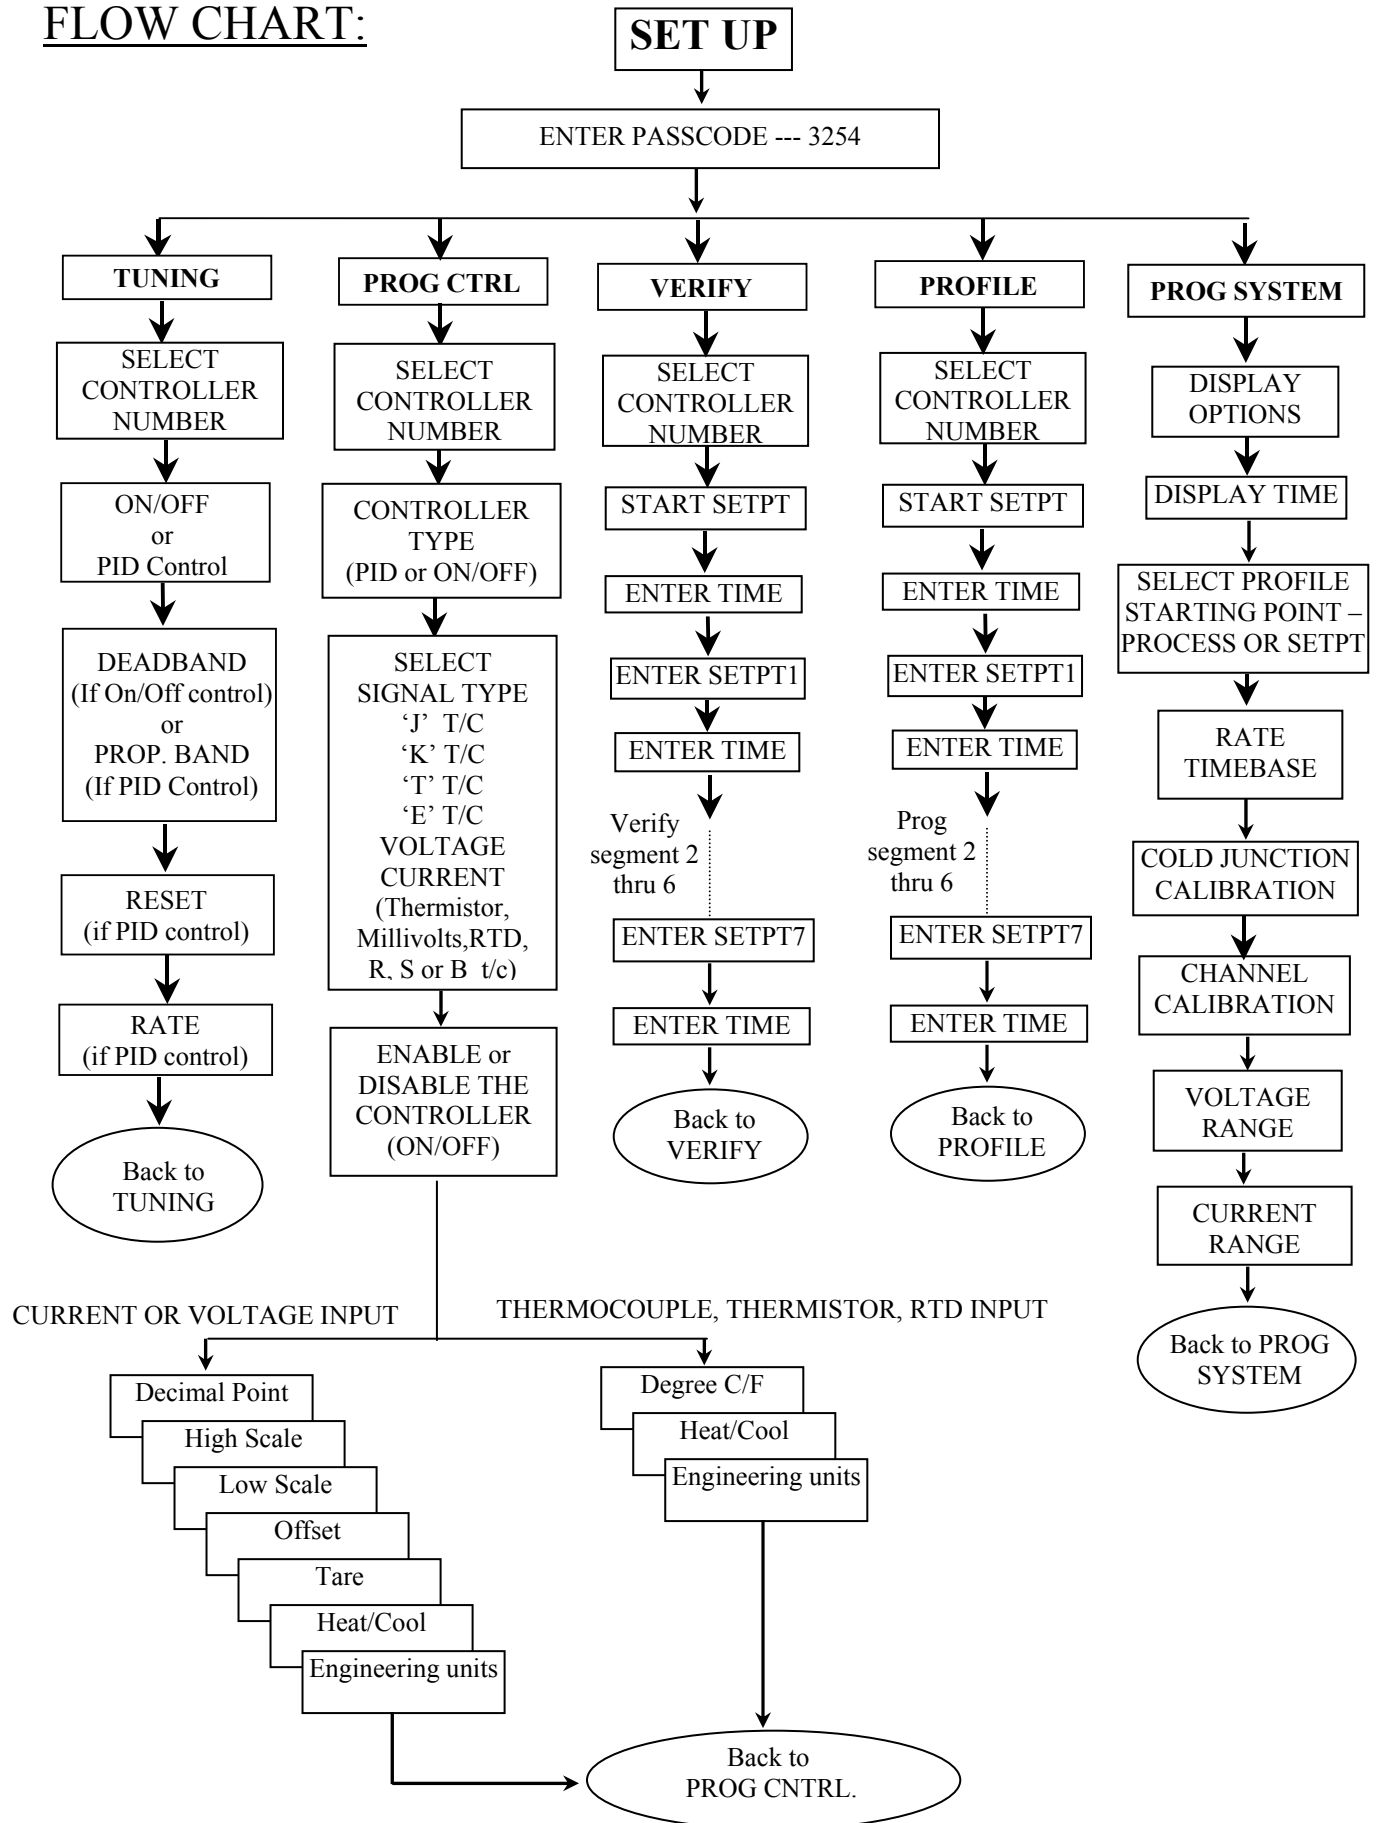 FLOW CHART:
SET UP
ENTER PASSCODE --- 3254
TUNING
SELECT
CONTROLLER
NUMBER
ON/OFF
or
PID Control
DEADBAND
(If On/Off control)
or
PROP. BAND
(If PID Control)
RESET
(if PID control)
RATE
(if PID control)
Back to
TUNING
PROG CTRL
SELECT
CONTROLLER
NUMBER
CONTROLLER
TYPE
(PID or ON/OFF)
SELECT
SIGNAL TYPE
‘J’ T/C
‘K’ T/C
‘T’ T/C
‘E’ T/C
VOLTAGE
CURRENT
(Thermistor,
Millivolts,RTD,
R, S or B t/c)
ENABLE or
DISABLE THE
CONTROLLER
(ON/OFF)
VERIFY
SELECT
CONTROLLER
NUMBER
START SETPT
ENTER TIME
ENTER SETPT1
ENTER TIME
Verify
segment 2
thru 6
ENTER SETPT7
ENTER TIME
Back to
VERIFY
PROFILE
SELECT
CONTROLLER
NUMBER
START SETPT
ENTER TIME
ENTER SETPT1
ENTER TIME
Prog
segment 2
thru 6
ENTER SETPT7
ENTER TIME
Back to
PROFILE
PROG SYSTEM
DISPLAY
OPTIONS
DISPLAY TIME
SELECT PROFILE
STARTING POINT –
PROCESS OR SETPT
RATE
TIMEBASE
COLD JUNCTION
CALIBRATION
CHANNEL
CALIBRATION
VOLTAGE
RANGE
CURRENT
RANGE
Back to PROG
SYSTEM
CURRENT OR VOLTAGE INPUT
Decimal Point
High Scale
Low Scale
Offset
Tare
Heat/Cool
Engineering units
THERMOCOUPLE, THERMISTOR, RTD INPUT
Degree C/F
Heat/Cool
Engineering units
Back to
PROG CNTRL.